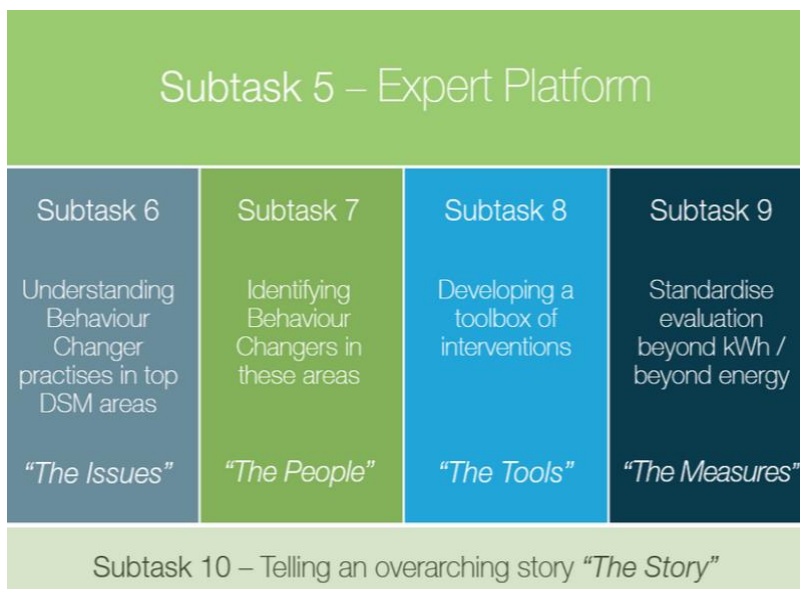 Subtask 5 – Expert Platform
Subtask 6
Understanding
Behaviour
Changer
practises in top
DSM areas
“The Issues”
Subtask 7
Identifying
Behaviour
Changers in
these areas
“The People”
Subtask 8
Developing a
toolbox of
interventions
“The Tools”
Subtask 9
Standardise
evaluation
beyond kWh /
beyond energy
“The Measures”
Subtask 10 – Telling an overarching story “The Story”